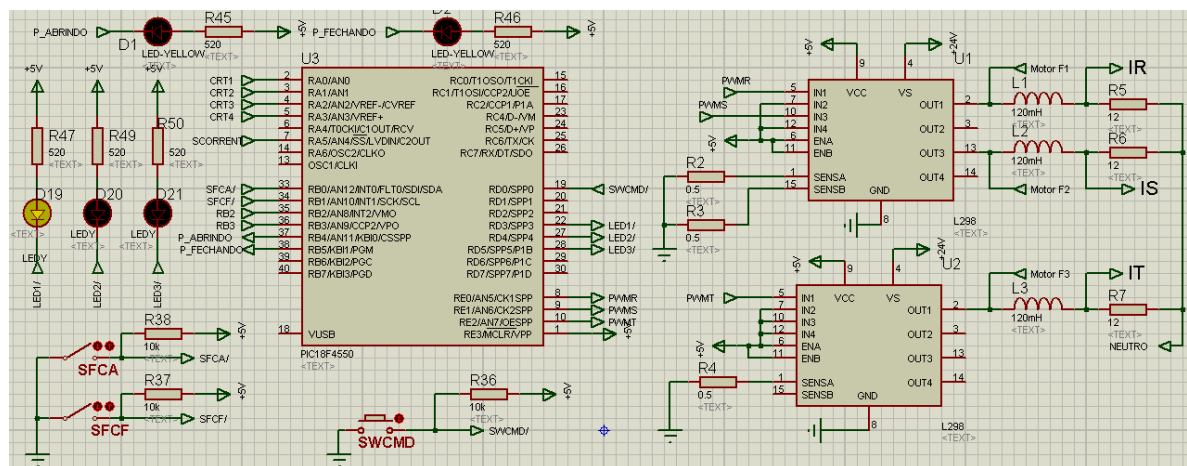 P_ABRINDO
D1
LED-YELLOW
<TEXT>
R45
520
<TEXT>
+5V
P_FECHANDO
D2
LED-YELLOW
<TEXT>
R46
520
<TEXT>
+5V
+5V
+5V
+5V
R47
520
<TEXT>
R49
520
<TEXT>
R50
520
<TEXT>
D19
<TEXT>
LEDY
D20
LEDY
<TEXT>
D21
LEDY
<TEXT>
LED1/
LED2/
LED3/
U3
CRT1 2 RA0/AN0
CRT2 3 RA1/AN1
CRT3 4 RA2/AN2/VREF-/CVREF
CRT4 5 RA3/AN3/VREF+
6 RA4/T0CKI/C1OUT/RCV
SCORRENT 7 RA5/AN4/SS/LVDIN/C2OUT
14 RA6/OSC2/CLKO
13 OSC1/CLKI
SFCA/ 33 RB0/AN12/INT0/FLT0/SDI/SDA
SFCF/ 34 RB1/AN10/INT1/SCK/SCL
RB2 35 RB2/AN8/INT2/VMO
RB3 36 RB3/AN9/CCP2/VPO
P_ABRINDO 37 RB4/AN11/KBI0/CSSPP
P_FECHANDO 38 RB5/KBI1/PGM
39 RB6/KBI2/PGC
40 RB7/KBI3/PGD
18 VUSB
RC0/T1OSO/T1CKI 15
RC1/T1OSI/CCP2/UOE 16
RC2/CCP1/P1A 17
RC4/D-/VM 23
RC5/D+/VP 24
RC6/TX/CK 25
RC7/RX/DT/SDO 26
RD0/SPP0 19 SWCMD/
RD1/SPP1 20
RD2/SPP2 21
RD3/SPP3 22 LED1/
RD4/SPP4 27 LED2/
RD5/SPP5/P1B 28 LED3/
RD6/SPP6/P1C 29
RD7/SPP7/P1D 30
RE0/AN5/CK1SPP 8 PWMR
RE1/AN6/CK2SPP 9 PWMS
RE2/AN7/OESPP 10 PWMT
RE3/MCLR/VPP 1
+5V
PIC18F4550
<TEXT>
R38
10k
<TEXT>
+5V
SFCA
SFCA/
R37
10k
<TEXT>
+5V
SFCF
SFCF/
R36
10k
<TEXT>
+5V
SWCMD
SWCMD/
+5V
+24V
U1
9
4
VCC
VS
PWMR
PWMS
+5V
5 IN1
7 IN2
10 IN3
12 IN4
6 ENA
11 ENB
1 SENSA
15 SENSB
OUT1 2
OUT2 3
OUT3 13
OUT4 14
GND
8
L298
<TEXT>
R2
0.5
<TEXT>
R3
0.5
<TEXT>
Motor F1
IR
L1
120mH
<TEXT>
R5
12
<TEXT>
L2
120mH
<TEXT>
R6
12
<TEXT>
Motor F2
IS
+5V
+24V
U2
9
4
VCC
VS
PWMT
+5V
5 IN1
7 IN2
10 IN3
12 IN4
6 ENA
11 ENB
1 SENSA
15 SENSB
OUT1 2
OUT2 3
OUT3 13
OUT4 14
GND
8
L298
<TEXT>
R4
0.5
<TEXT>
Motor F3
IT
L3
120mH
<TEXT>
R7
12
<TEXT>
NEUTRO